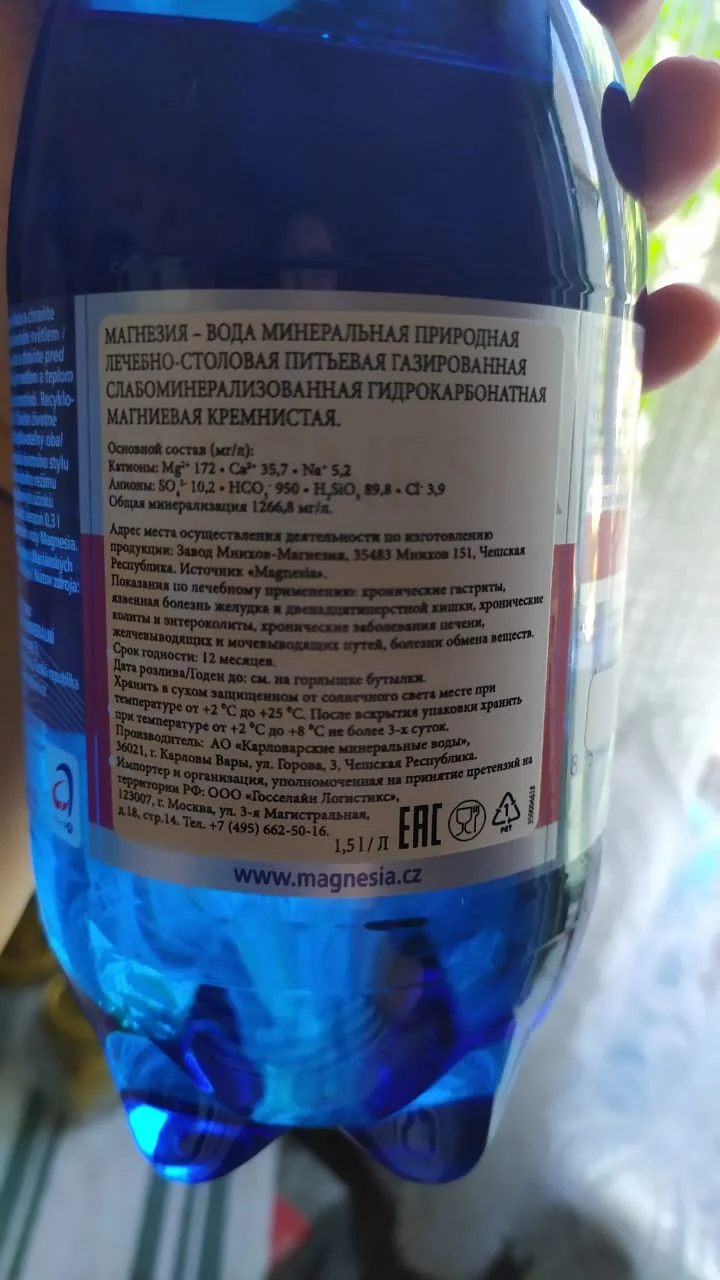 МАГНЕЗИЯ – ВОДА МИНЕРАЛЬНАЯ ПРИРОДНАЯ
ЛЕЧЕБНО-СТОЛОВАЯ ПИТЬЕВАЯ ГАЗИРОВАННАЯ
СЛАБОМИНЕРАЛИЗОВАННАЯ ГИДРОКАРБОНАТНАЯ
МАГНИЕВАЯ КРЕМНИСТАЯ.
Основной состав (мг/л):
Катионы: Mg²⁺ 172 • Ca²⁺ 35,7 • Na⁺ 5,2
Анионы: SO₄²⁻ 10,2 • HCO₃⁻ 950 • H₂SiO₃ 89,8 • Cl⁻ 3,9
Общая минерализация 1266,8 мг/л.
Адрес места осуществления деятельности по изготовлению
продукции: Завод Мнихов-Магнезия, 35483 Мнихов 151, Чешская
Республика. Источник «Magnesia».
Показания по лечебному применению: хронические гастриты,
язвенная болезнь желудка и двенадцатиперстной кишки, хронические
колиты и энтероколиты, хронические заболевания печени,
желчевыводящих и мочевыводящих путей, болезни обмена веществ.
Срок годности: 12 месяцев.
Дата розлива/Годен до: см. на горлышке бутылки.
Хранить в сухом защищенном от солнечного света месте при
температуре от +2 °C до +25 °C. После вскрытия упаковки хранить
при температуре от +2 °C до +8 °C не более 3-х суток.
Производитель: АО «Карловарские минеральные воды»,
36021, г. Карловы Вары, ул. Горова, 3, Чешская Республика.
Импортер и организация, уполномоченная на принятие претензий на
территории РФ: ООО «Госселайн Логистикс»,
123007, г. Москва, ул. 3-я Магистральная,
д.18, стр.14. Тел. +7 (495) 662-50-16.
1,5 l / Л EAC PET
www.magnesia.cz